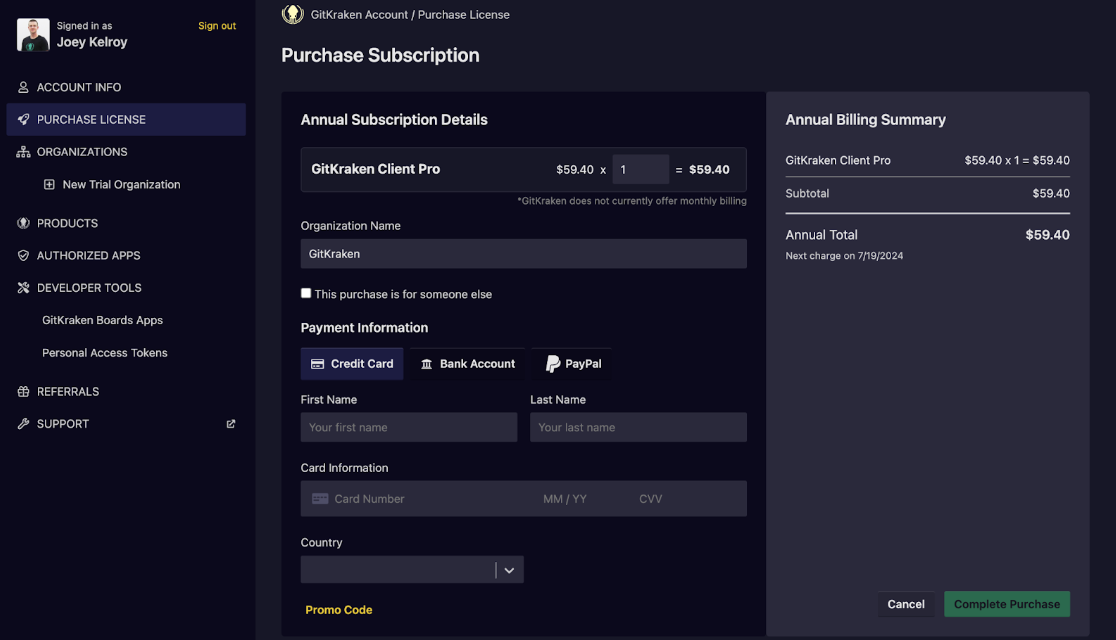 Signed in as
Sign out
Joey Kelroy
ACCOUNT INFO
PURCHASE LICENSE
ORGANIZATIONS
New Trial Organization
PRODUCTS
AUTHORIZED APPS
DEVELOPER TOOLS
GitKraken Boards Apps
Personal Access Tokens
REFERRALS
SUPPORT
GitKraken Account / Purchase License
Purchase Subscription
Annual Subscription Details
GitKraken Client Pro $59.40 x 1 = $59.40
*GitKraken does not currently offer monthly billing
Organization Name
GitKraken
This purchase is for someone else
Payment Information
Credit Card Bank Account PayPal
First Name Last Name
Your first name Your last name
Card Information
Card Number MM / YY CVV
Country
Promo Code
Annual Billing Summary
GitKraken Client Pro $59.40 x 1 = $59.40
Subtotal $59.40
Annual Total $59.40
Next charge on 7/19/2024
Cancel Complete Purchase